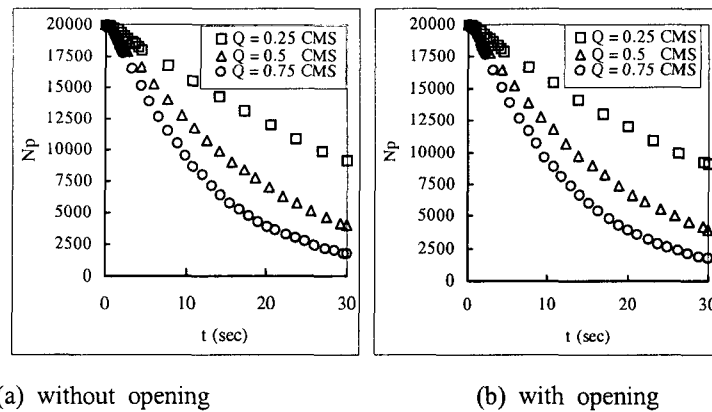 20000
17500
15000
12500
10000
7500
5000
2500
0
Np
Q = 0.25 CMS
Q = 0.5 CMS
Q = 0.75 CMS
0 10 20 30
t (sec)
20000
17500
15000
12500
10000
7500
5000
2500
0
Np
Q = 0.25 CMS
Q = 0.5 CMS
Q = 0.75 CMS
0 10 20 30
t (sec)
(a) without opening
(b) with opening